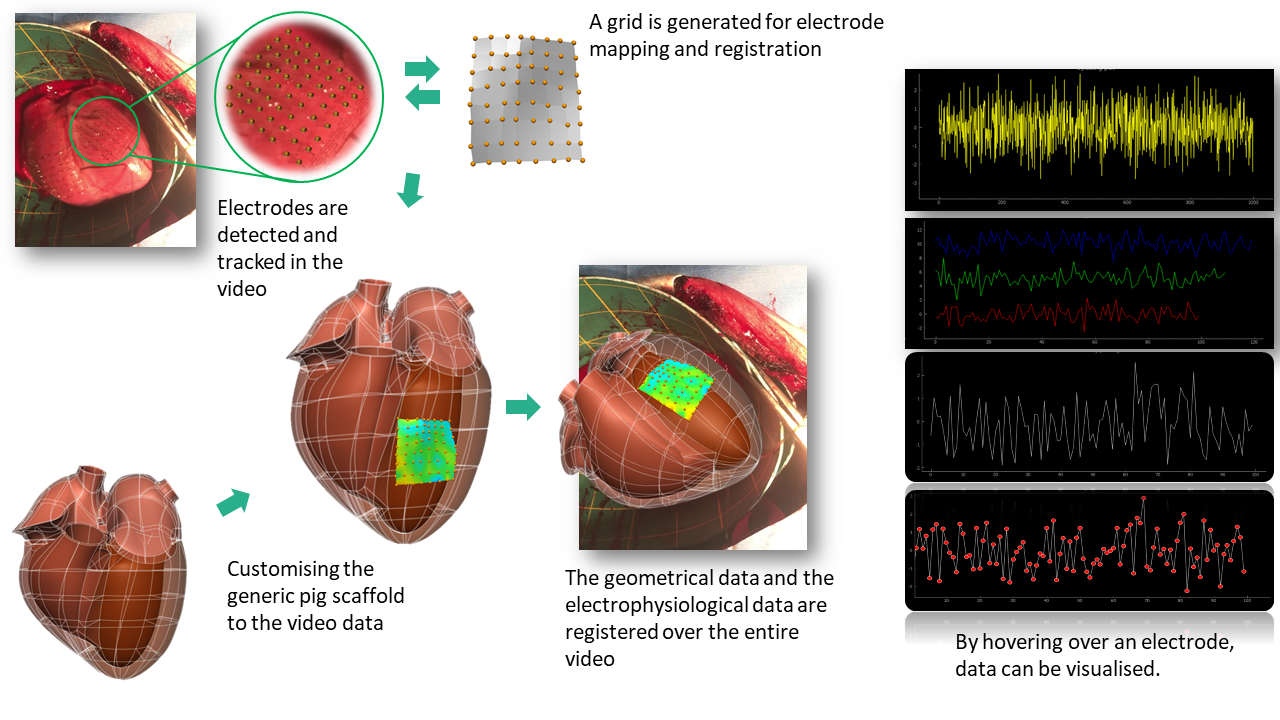 A grid is generated for electrode
mapping and registration
Electrodes are
detected and
tracked in the
video
Customising the
generic pig scaffold
to the video data
The geometrical data and the
electrophysiological data are
registered over the entire
video
By hovering over an electrode,
data can be visualised.